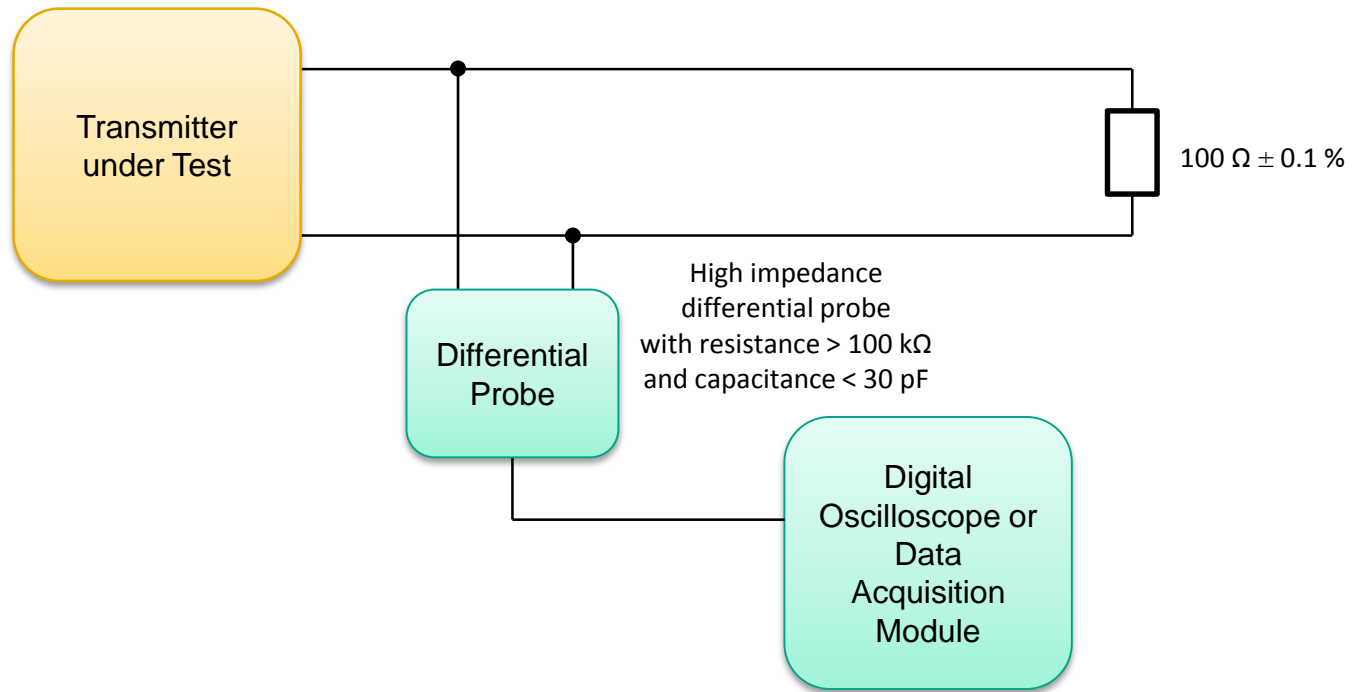 Transmitter
under Test
100 Ω ± 0.1 %
High impedance
differential probe
with resistance > 100 kΩ
and capacitance < 30 pF
Differential
Probe
Digital
Oscilloscope or
Data
Acquisition
Module